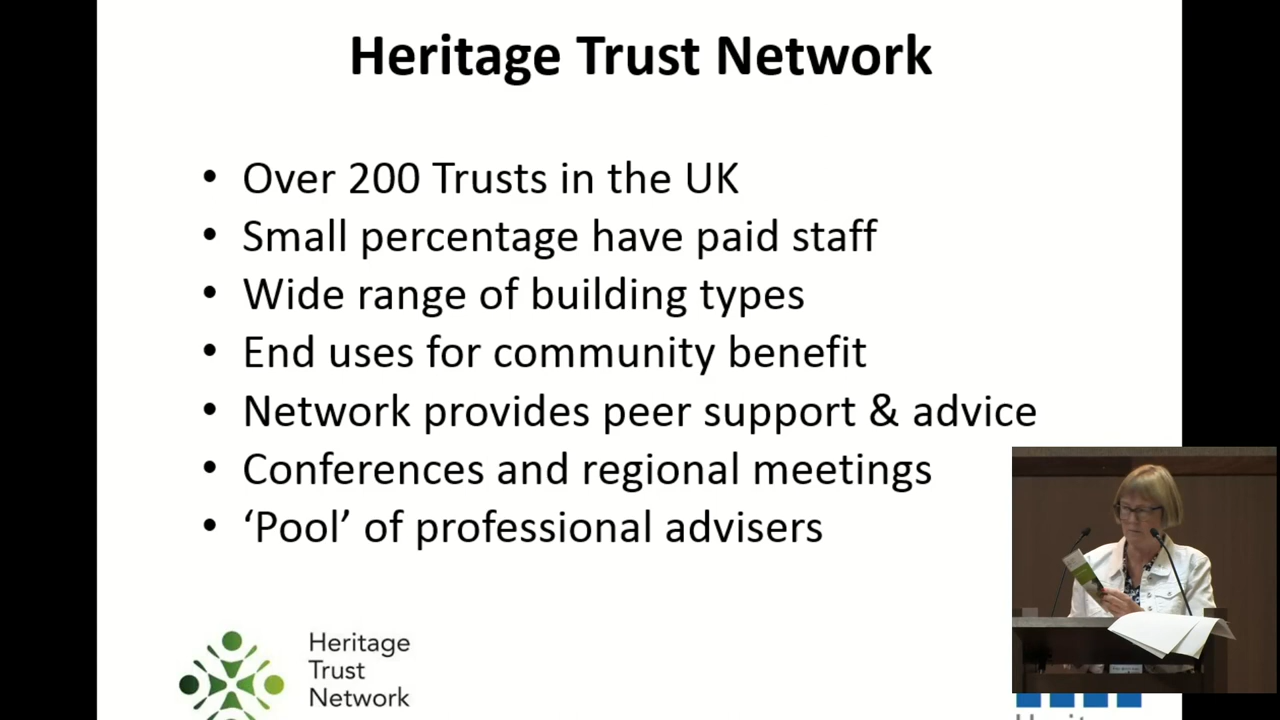 Heritage Trust Network
• Over 200 Trusts in the UK
• Small percentage have paid staff
• Wide range of building types
• End uses for community benefit
• Network provides peer support & advice
• Conferences and regional meetings
• ‘Pool’ of professional advisers
Heritage
Trust
Network